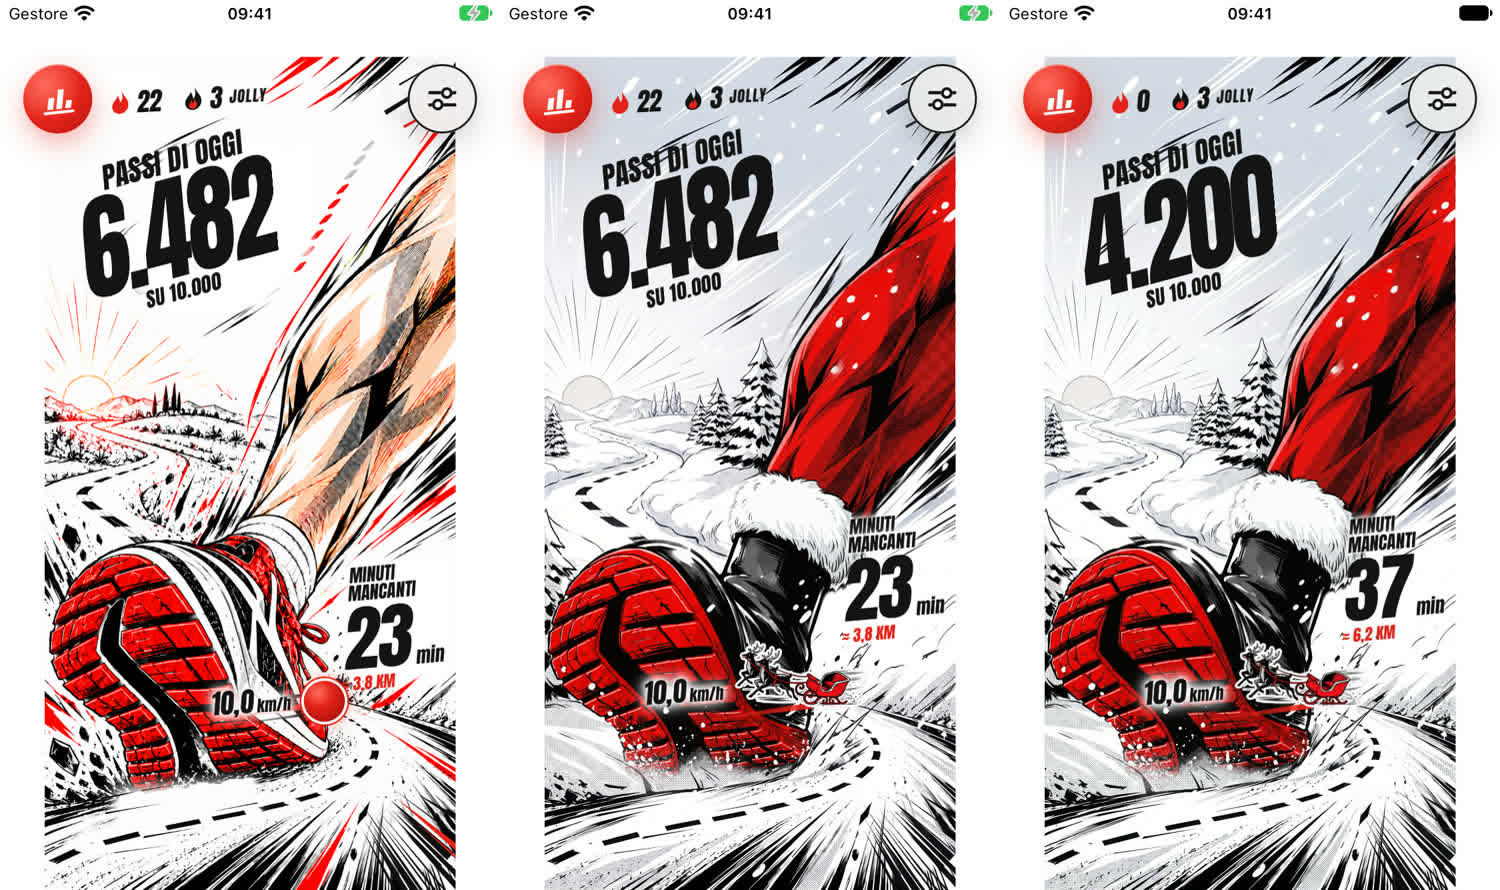 Gestore 09:41
22 3 JOLLY
PASSI DI OGGI
6.482
SU 10.000
MINUTI
MANCANTI
23 min
≈ 3,8 KM
10,0 km/h
Gestore 09:41
22 3 JOLLY
PASSI DI OGGI
6.482
SU 10.000
MINUTI
MANCANTI
23 min
≈ 3,8 KM
10,0 km/h
Gestore 09:41
0 3 JOLLY
PASSI DI OGGI
4.200
SU 10.000
MINUTI
MANCANTI
37 min
≈ 6,2 KM
10,0 km/h